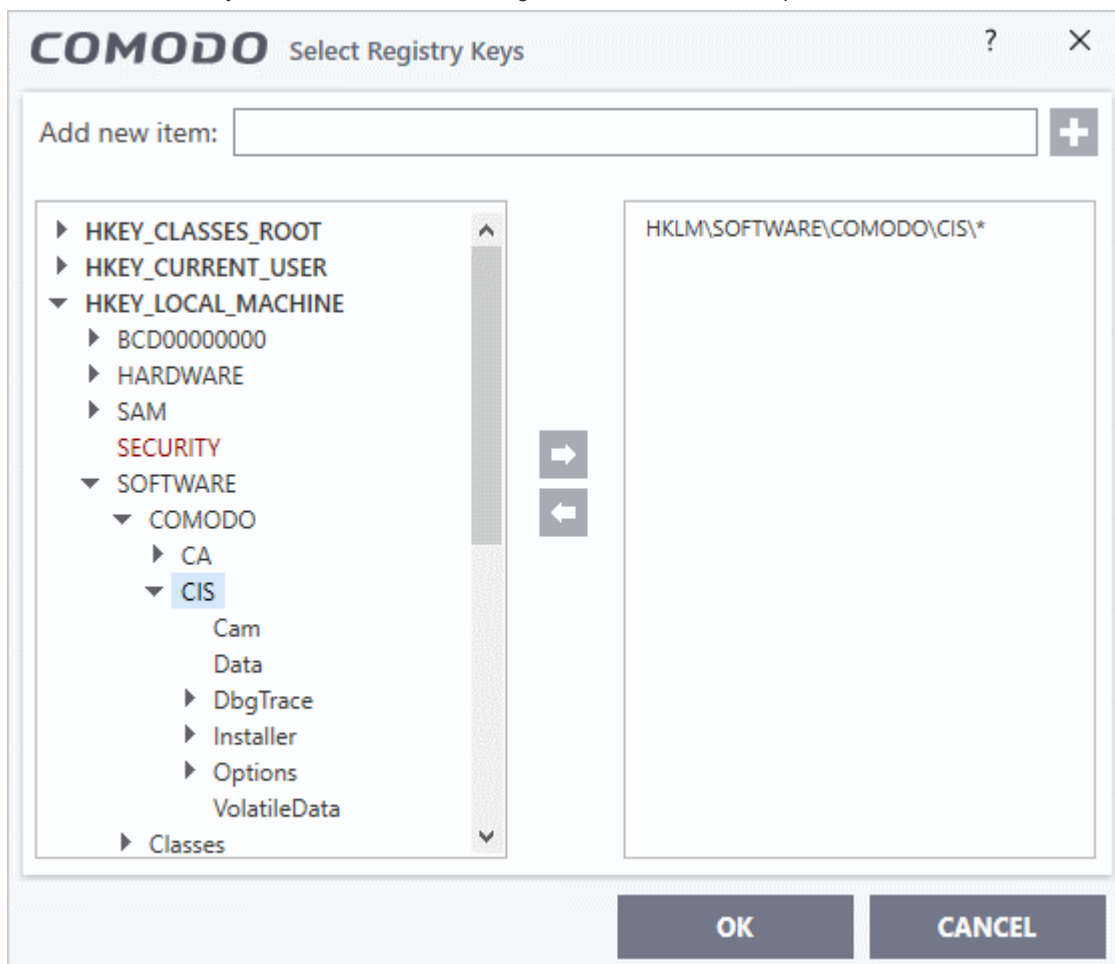 COMODO Select Registry Keys ? X
Add new item:
HKEY_CLASSES_ROOT
HKEY_CURRENT_USER
HKEY_LOCAL_MACHINE
BCD00000000
HARDWARE
SAM
SECURITY
SOFTWARE
COMODO
CA
CIS
Cam
Data
DbgTrace
Installer
Options
VolatileData
Classes
HKLM\SOFTWARE\COMODO\CIS\*
OK CANCEL